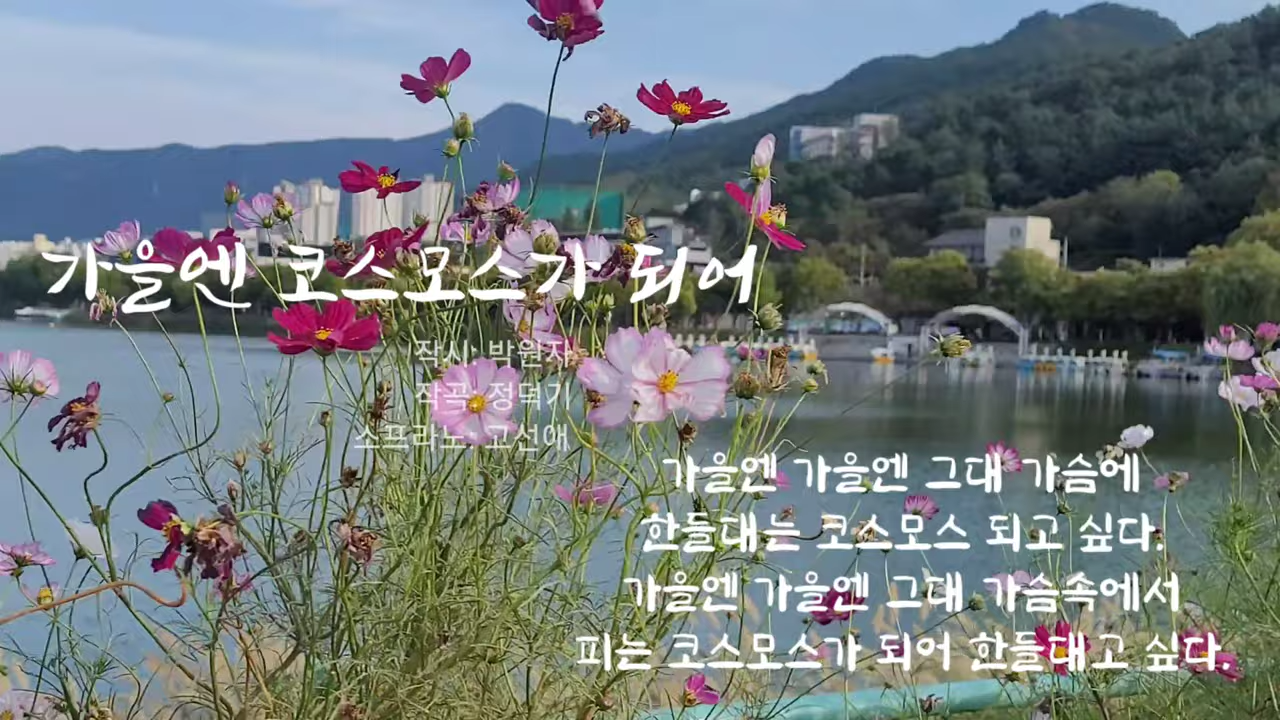 가을엔 코스모스가 되어
작시: 박원자
작곡: 정덕기
소프라노: 고선애
가을엔 가을엔 그대 가슴에
한들대는 코스모스 되고 싶다.
가을엔 가을엔 그대 가슴속에서
피는 코스모스가 되어 한들대고 싶다.